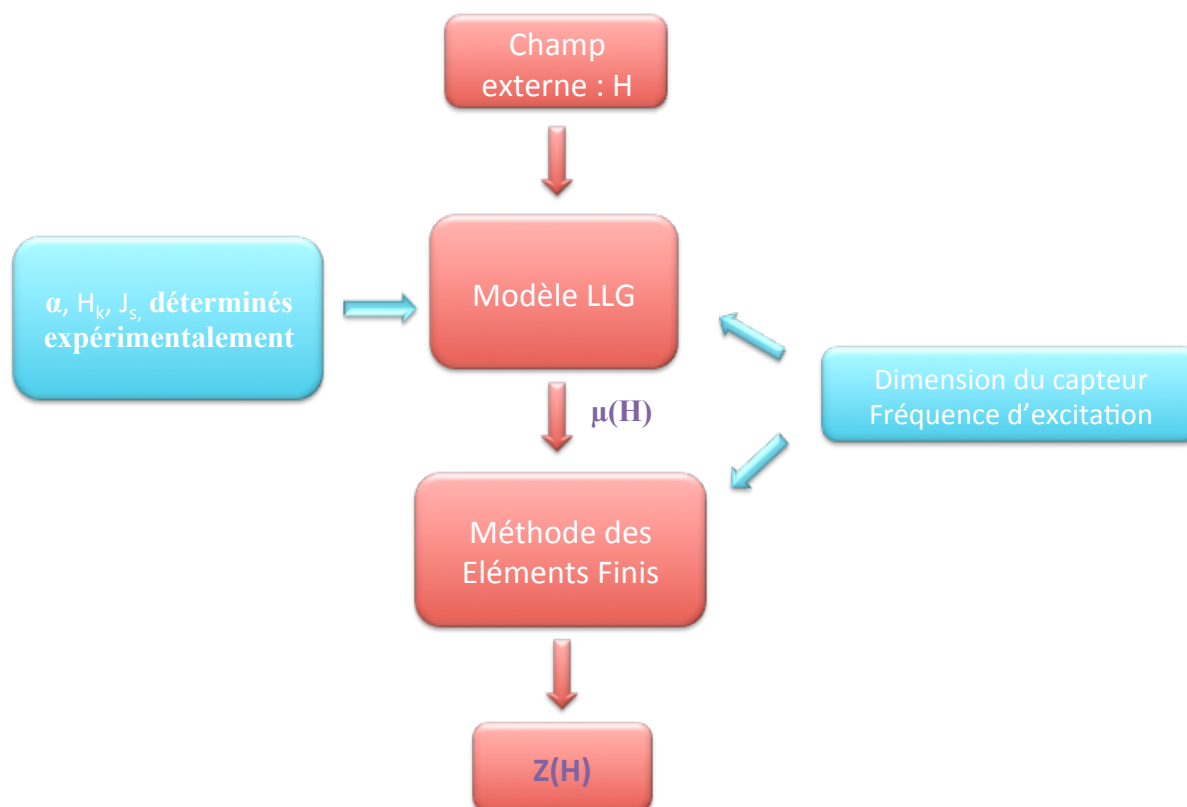 Champ
externe : H
α, Hk, Js, déterminés
expérimentalement
Modèle LLG
Dimension du capteur
Fréquence d’excitation
μ(H)
Méthode des
Eléments Finis
Z(H)